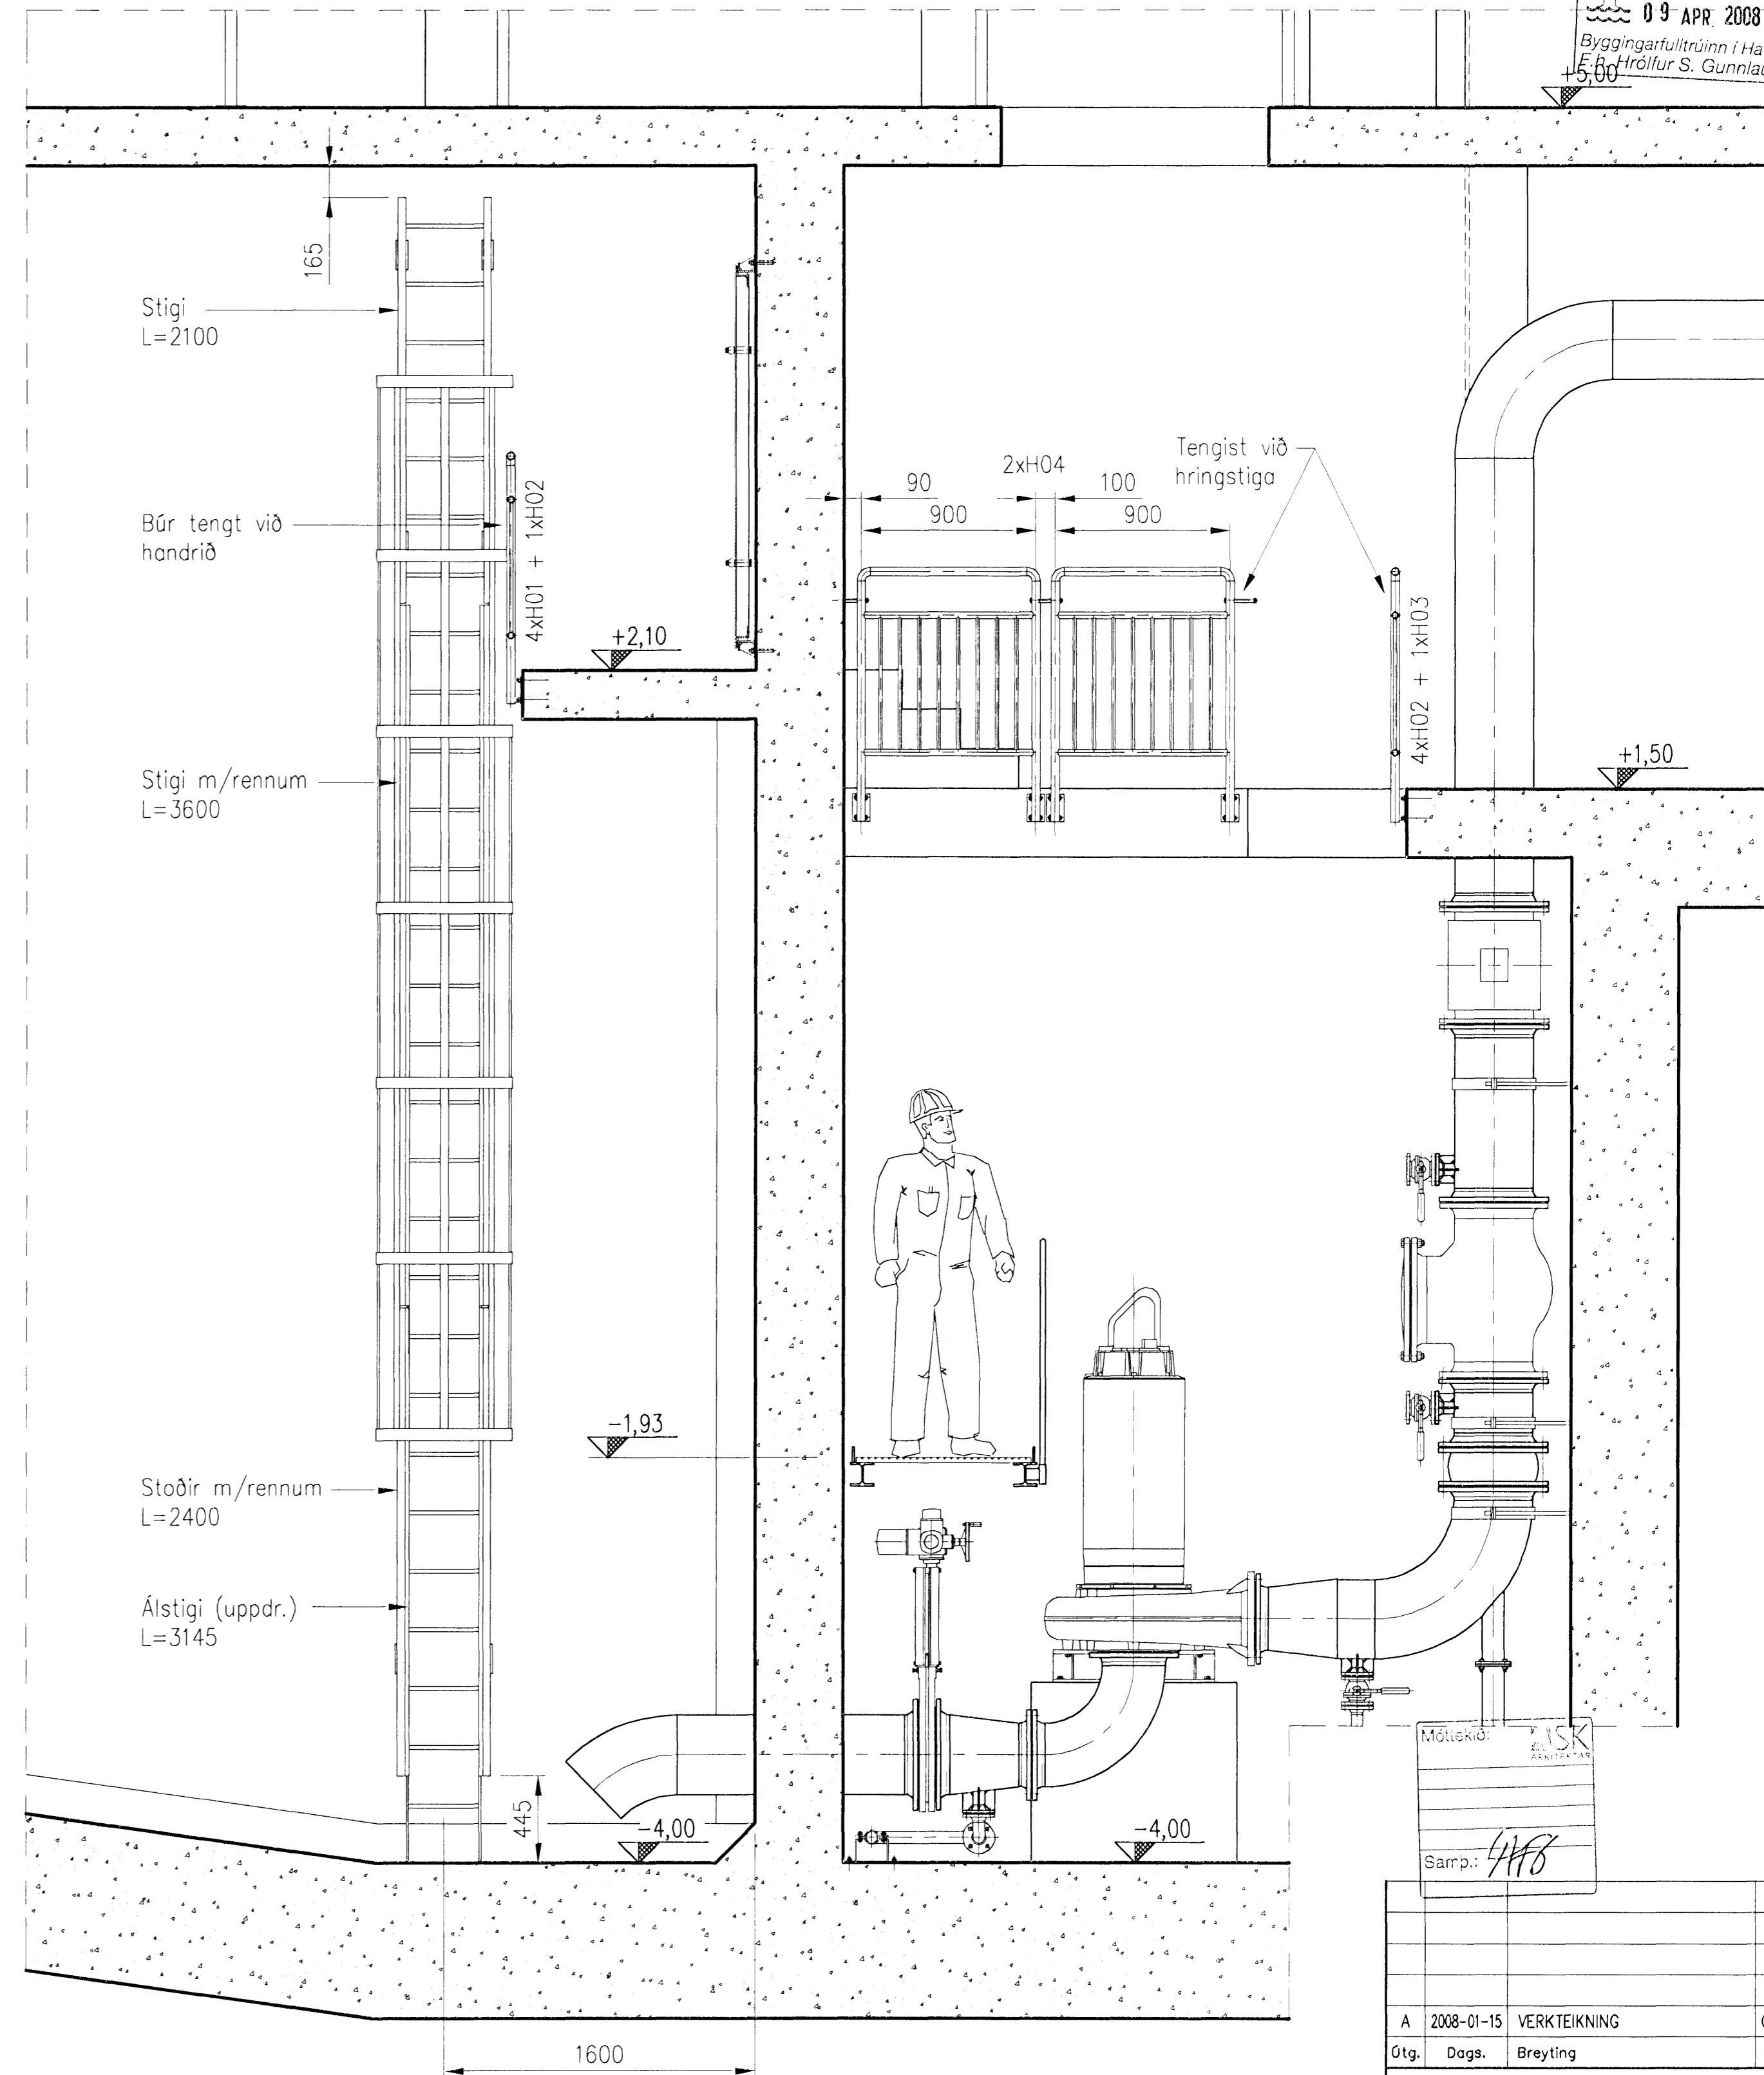 09 APR. 2008
Byggingarfulltrúinn í
Hrólfur S.
+5,00
165
Stigi
L=2100
Búr tengt við
handrið
4xH01 + 1xH02
+2,10
Stigi m/rennum
L=3600
90
2xH04
100
900
900
Tengist við
hringstiga
4xH02 + 1xH03
+1,50
-1,93
Stoðir m/rennum
L=2400
Álstigi (uppdr.)
L=3145
445
-4,00
-4,00
1600
Móttekið:
ASK
ARKITEKTAR
Samþ.:
A 2008-01-15 VERKTEIKNING
Útg. Dags. Breyting